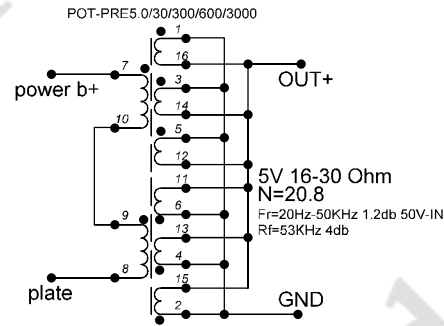 POT-PRE5.0/30/300/600/3000
1
16
7
power b+
3
OUT+
14
10
5
12
11
5V 16-30 Ohm
N=20.8
6
Fr=20Hz-50KHz 1.2db 50V-IN
9
13
Rf=53KHz 4db
4
8
15
plate
GND
2